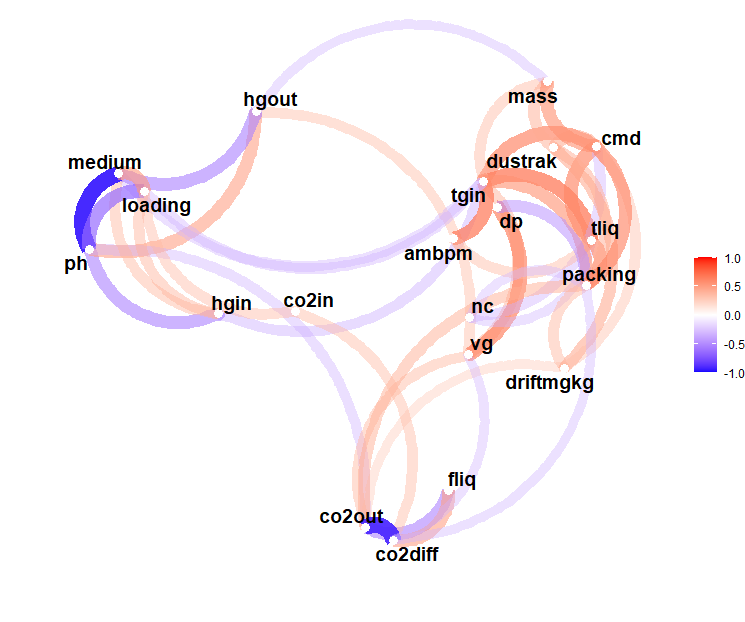 hgout
mass
cmd
medium
dustrak
loading
tgin
dp
tliq
ambpm
ph
packing
1.0
hgin
co2in
nc
0.5
0.0
vg
-0.5
driftmgkg
-1.0
fliq
co2out
co2diff